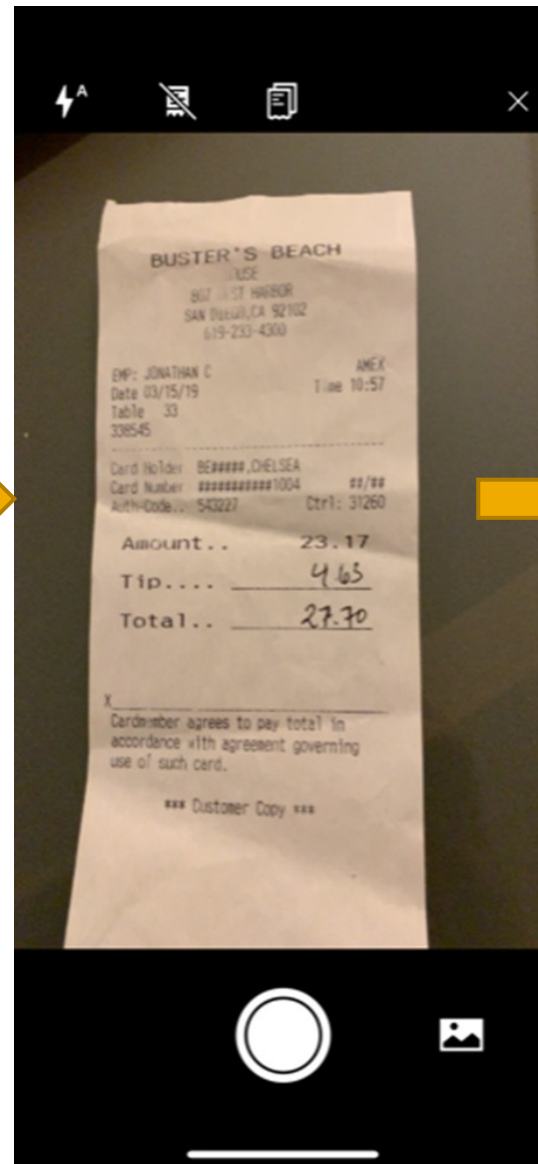 A
BUSTER'S BEACH
USE
SAN DIEGO,CA 92102
619-233-4300
EMP: JONATHAN C AMEX
Date 03/15/19 Time 10:57
Table 33
338545
Card Holder BE#####,CHELSEA
Card Number ###########1004 ##/##
Auth-Code.. 543227 Ctrl: 31260
Amount.. 23.17
Tip.... 4.63
Total.. 27.70
X
Cardmember agrees to pay total in
accordance with agreement governing
use of such card.
*** Customer Copy ***